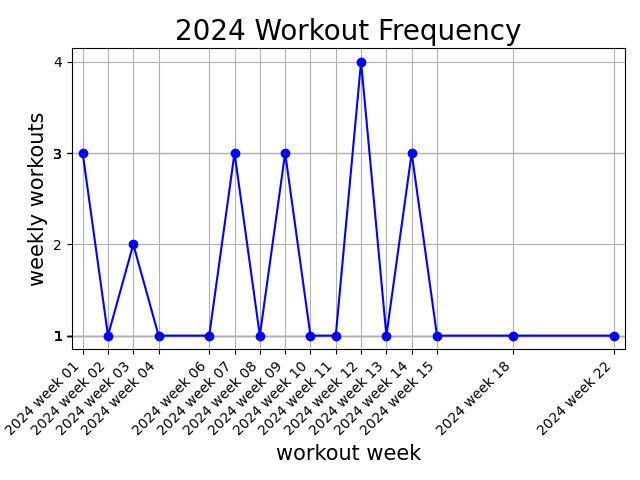 2024 Workout Frequency
weekly workouts
4
3
2
1
2024 week 01
2024 week 02
2024 week 03
2024 week 04
2024 week 06
2024 week 07
2024 week 08
2024 week 09
2024 week 10
2024 week 11
2024 week 12
2024 week 13
2024 week 14
2024 week 15
2024 week 18
2024 week 22
workout week